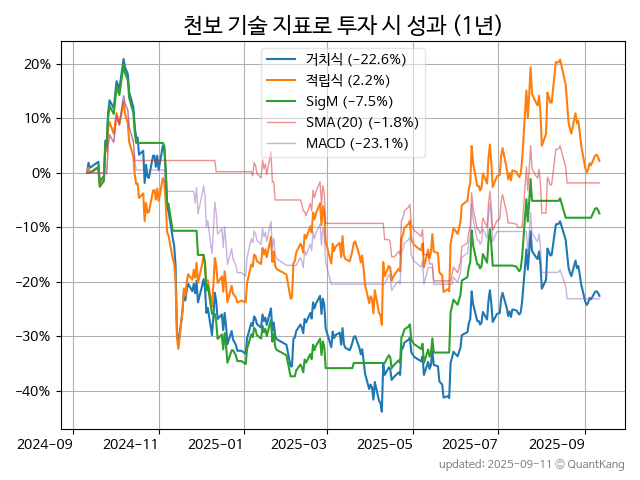 천보 기술 지표로 투자 시 성과 (1년)
거치식 (−22.6%)
적립식 (2.2%)
SigM (−7.5%)
SMA(20) (−1.8%)
MACD (−23.1%)
20%
10%
0%
−10%
−20%
−30%
−40%
2024-09 2024-11 2025-01 2025-03 2025-05 2025-07 2025-09
updated: 2025-09-11 © QuantKang